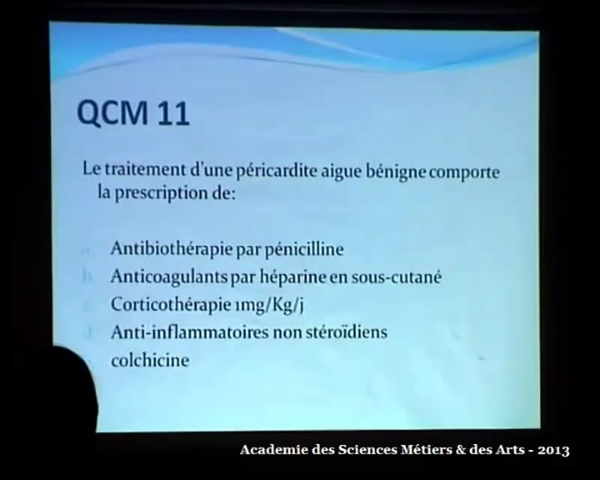 QCM 11
Le traitement d'une péricardite aigue bénigne comporte
la prescription de:
a. Antibiothérapie par pénicilline
b. Anticoagulants par héparine en sous-cutané
c. Corticothérapie 1mg/Kg/j
d. Anti-inflammatoires non stéroïdiens
colchicine
Academie des Sciences Métiers & des Arts - 2013